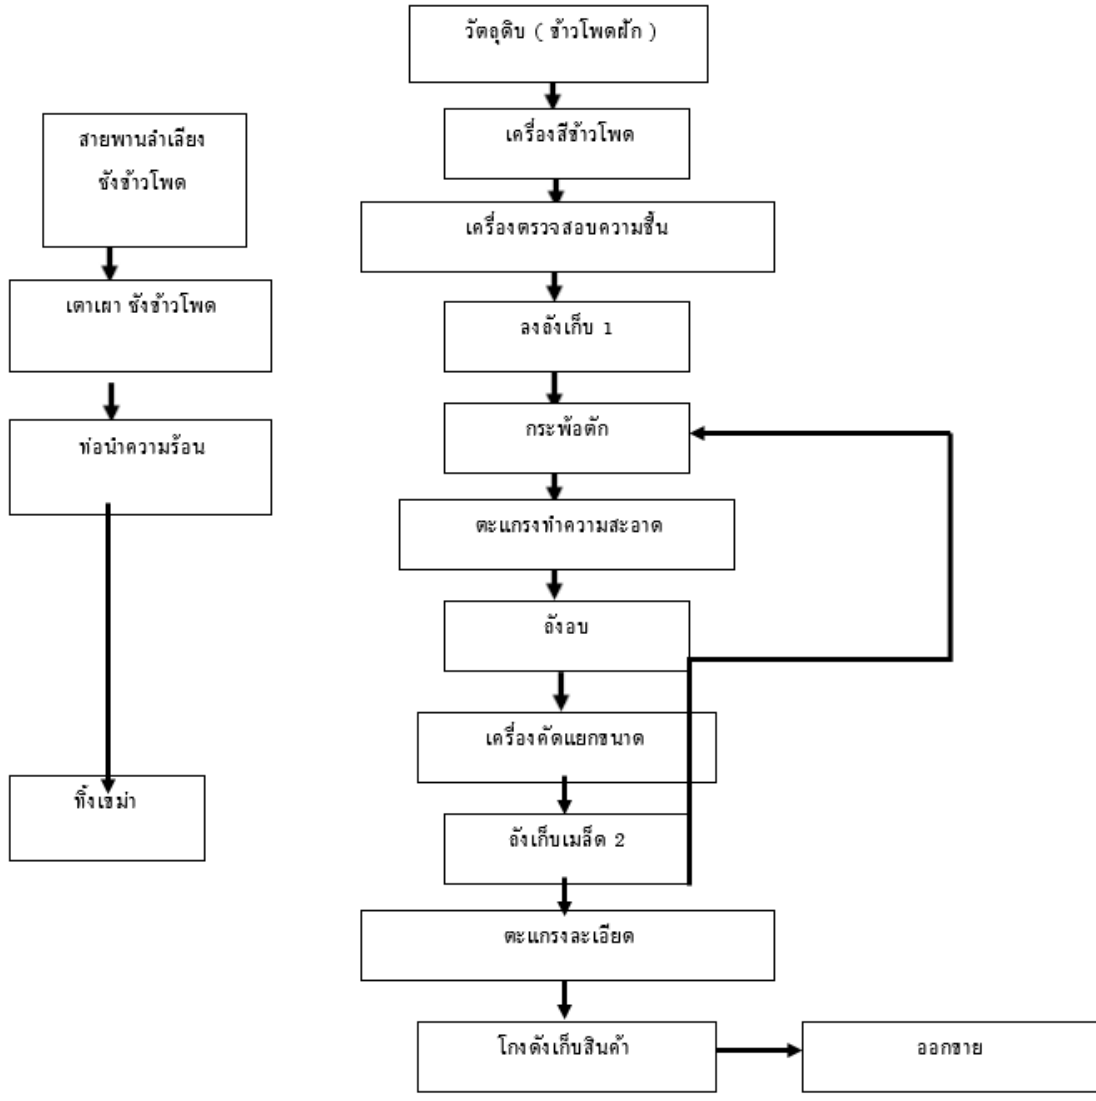 วัตถุดิบ ( ข้าวโพดฝัก )
เครื่องสีข้าวโพด
เครื่องตรวจสอบความชื้น
ลงถังเก็บ 1
กระพ้อตัก
ตะแกรงทำความสะอาด
ถังอบ
เครื่องคัดแยกขนาด
ถังเก็บเมล็ด 2
ตะแกรงละเอียด
โกงดังเก็บสินค้า
ออกขาย
สายพานลำเลียง
ซังข้าวโพด
เตาเผา ซังข้าวโพด
ท่อนำความร้อน
ทิ้งเขม่า